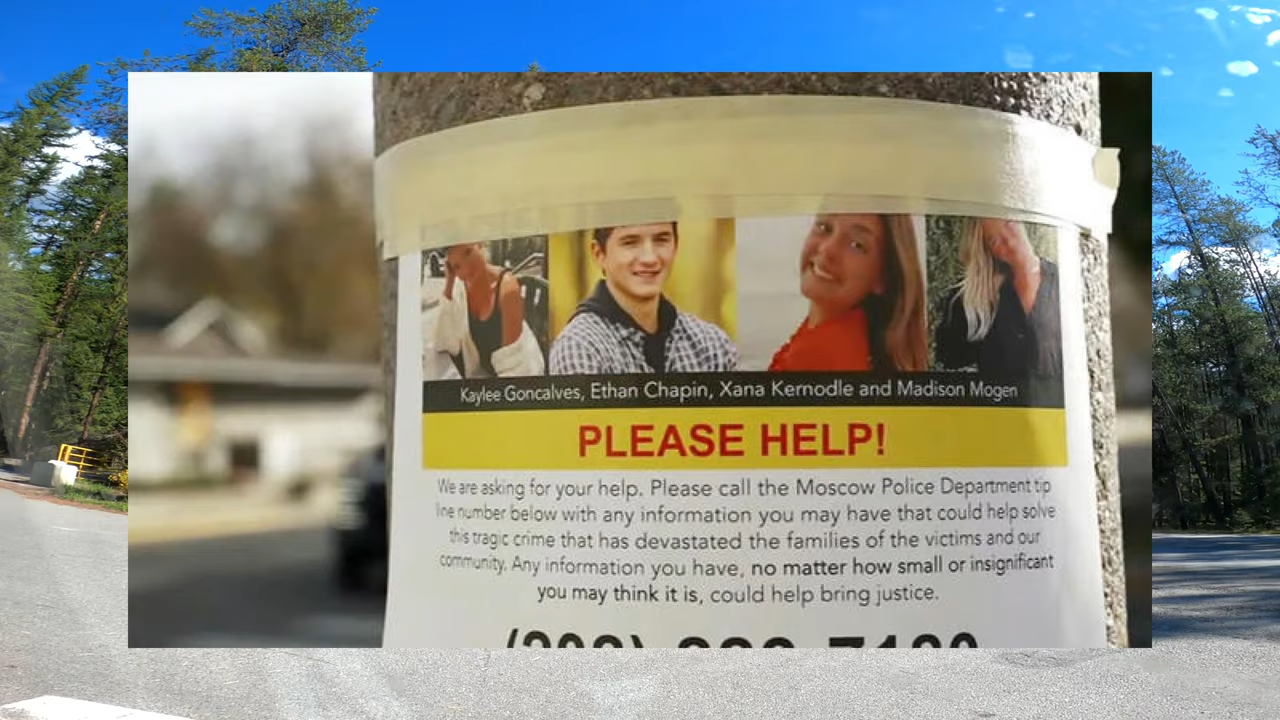 Kaylee Goncalves, Ethan Chapin, Xana Kernodle and Madison Mogen
PLEASE HELP!
We are asking for your help. Please call the Moscow Police Department tip
line number below with any information you may have that could help solve
this tragic crime that has devastated the families of the victims and our
community. Any information you have, no matter how small or insignificant
you may think it is, could help bring justice.